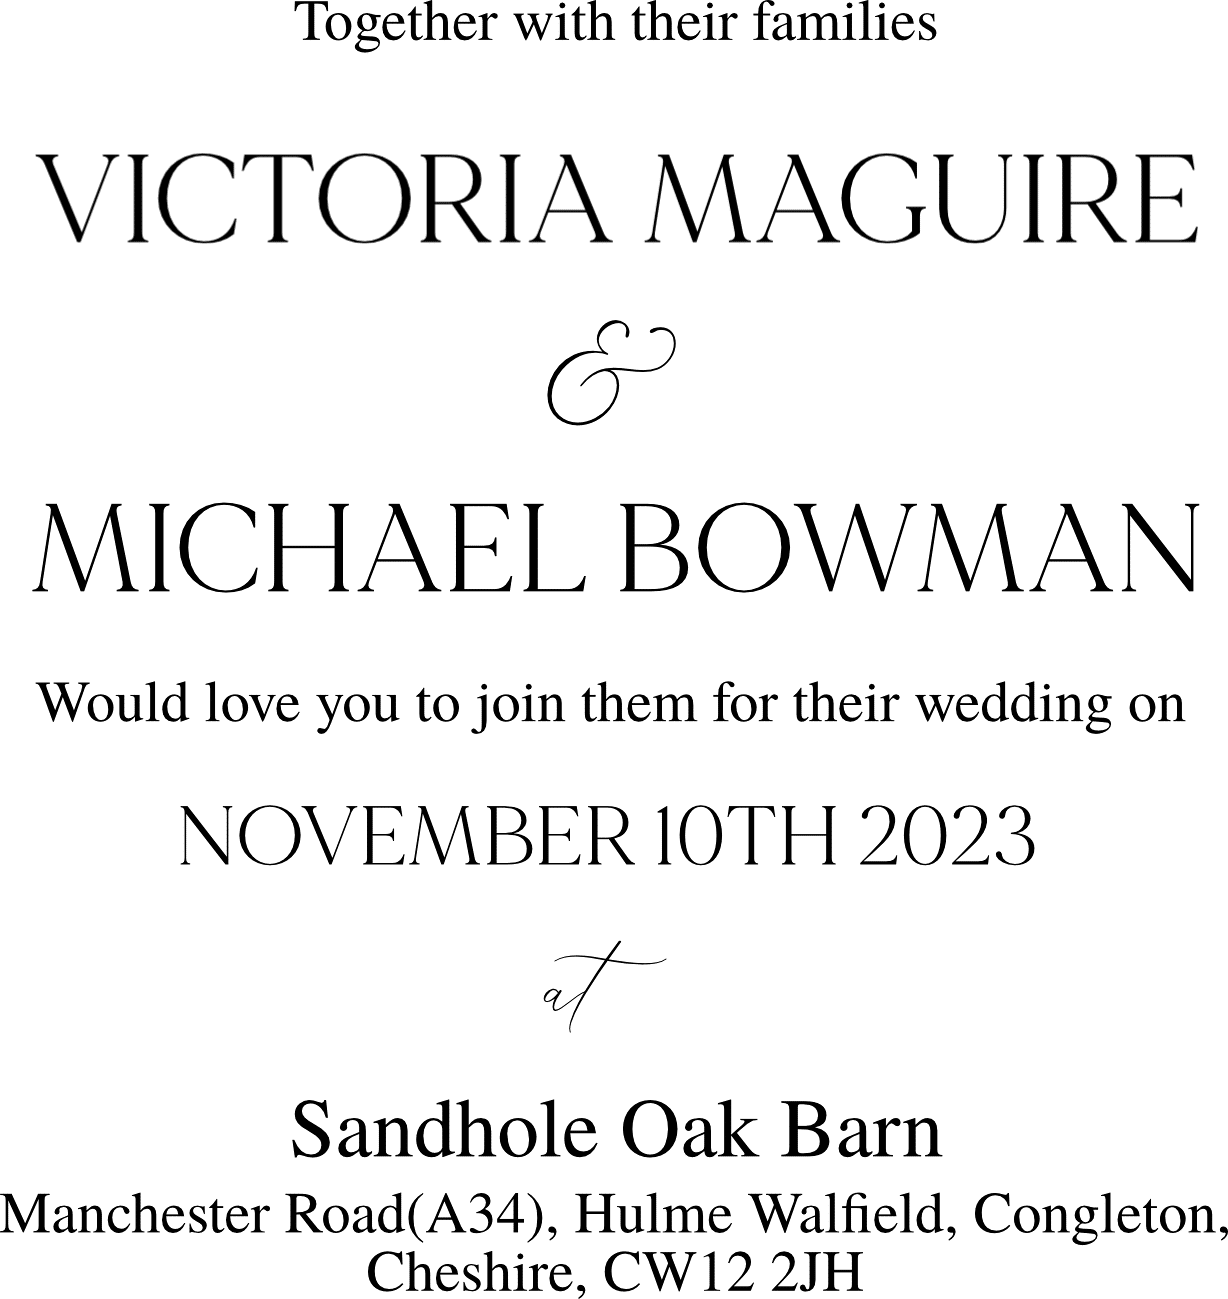 Together with their families
VICTORIA MAGUIRE
&
MICHAEL BOWMAN
Would love you to join them for their wedding on
NOVEMBER 10TH 2023
at
Sandhole Oak Barn
Manchester Road(A34), Hulme Walfield, Congleton,
Cheshire, CW12 2JH